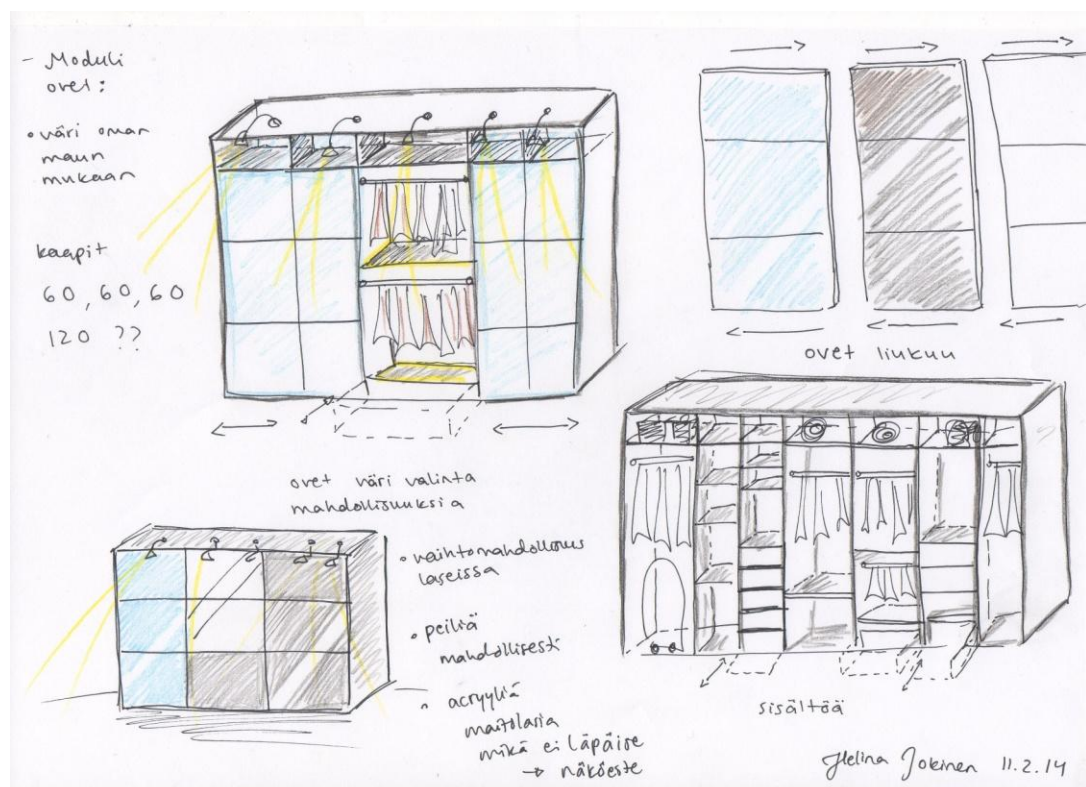 - Moduli
ovet:
• väri oman
maun
mukaan
kaapit
60, 60, 60
120 ??
ovet liukuu
ovet väri valinta
mahdollisuuksia
• vaihtomahdollisuus
laseissa
• peiliä
mahdollisesti
• acryyliä
maitolasia
mikä ei läpäise
→ näköeste
sisältöä
Helina Jokinen 11.2.14